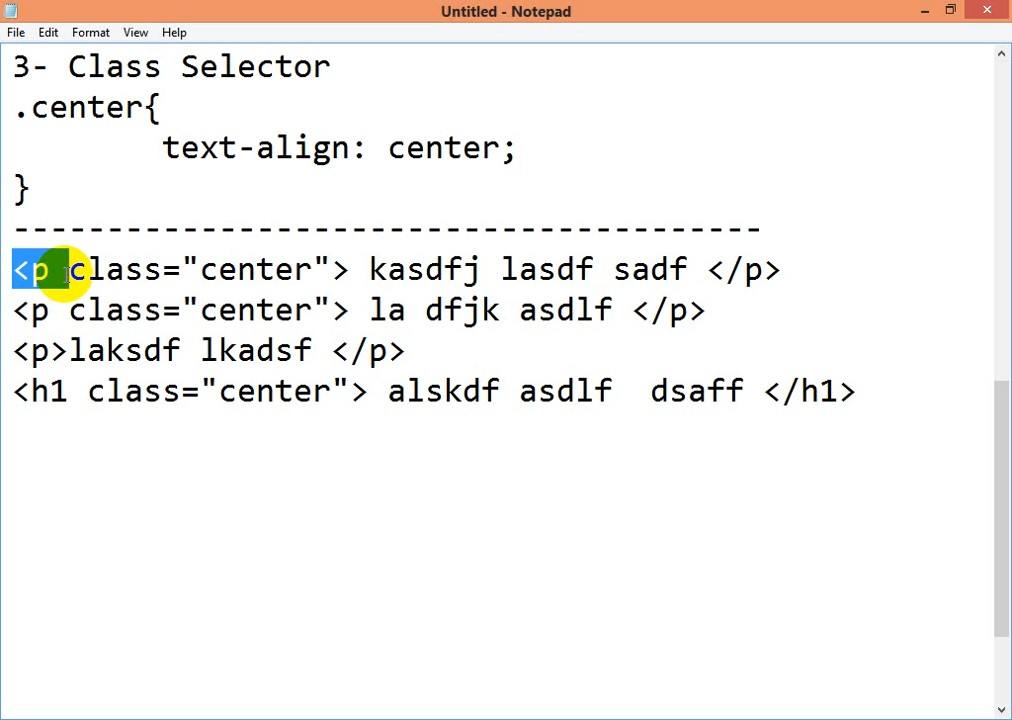 Untitled - Notepad
File Edit Format View Help
3- Class Selector
.center{
        text-align: center;
}
----------------------------------------
<p class="center"> kasdfj lasdf sadf </p>
<p class="center"> la dfjk asdlf </p>
<p>laksdf lkadsf </p>
<h1 class="center"> alskdf asdlf  dsaff </h1>